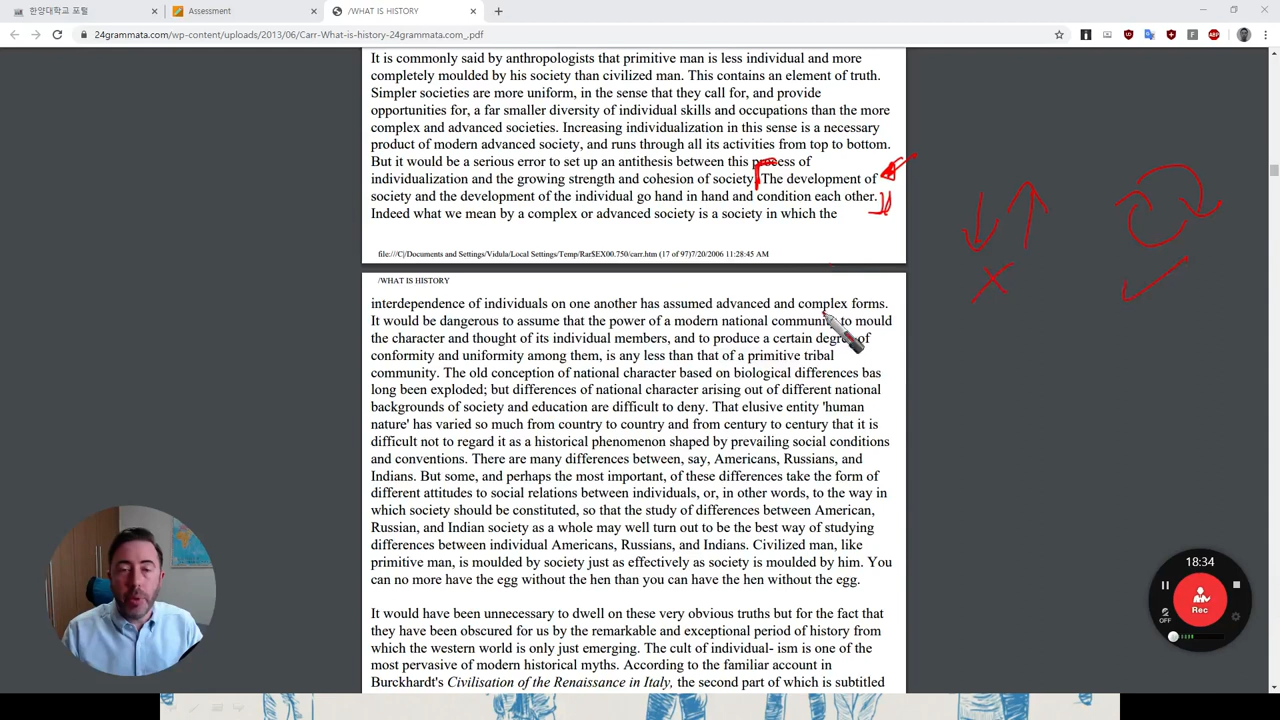 한양대학교 포털
Assessment
/WHAT IS HISTORY
24grammata.com/wp-content/uploads/2013/06/Carr-What-is-history-24grammata.com_.pdf
It is commonly said by anthropologists that primitive man is less individual and more
completely moulded by his society than civilized man. This contains an element of truth.
Simpler societies are more uniform, in the sense that they call for, and provide
opportunities for, a far smaller diversity of individual skills and occupations than the more
complex and advanced societies. Increasing individualization in this sense is a necessary
product of modern advanced society, and runs through all its activities from top to bottom.
But it would be a serious error to set up an antithesis between this process of
individualization and the growing strength and cohesion of society. The development of
society and the development of the individual go hand in hand and condition each other.
Indeed what we mean by a complex or advanced society is a society in which the
file:///C|/Documents and Settings/Vidula/Local Settings/Temp/Rar$EX00.750/carr.htm (17 of 97)7/20/2006 11:28:45 AM
/WHAT IS HISTORY
interdependence of individuals on one another has assumed advanced and complex forms.
It would be dangerous to assume that the power of a modern national community to mould
the character and thought of its individual members, and to produce a certain degree of
conformity and uniformity among them, is any less than that of a primitive tribal
community. The old conception of national character based on biological differences bas
long been exploded; but differences of national character arising out of different national
backgrounds of society and education are difficult to deny. That elusive entity 'human
nature' has varied so much from country to country and from century to century that it is
difficult not to regard it as a historical phenomenon shaped by prevailing social conditions
and conventions. There are many differences between, say, Americans, Russians, and
Indians. But some, and perhaps the most important, of these differences take the form of
different attitudes to social relations between individuals, or, in other words, to the way in
which society should be constituted, so that the study of differences between American,
Russian, and Indian society as a whole may well turn out to be the best way of studying
differences between individual Americans, Russians, and Indians. Civilized man, like
primitive man, is moulded by society just as effectively as society is moulded by him. You
can no more have the egg without the hen than you can have the hen without the egg.
It would have been unnecessary to dwell on these very obvious truths but for the fact that
they have been obscured for us by the remarkable and exceptional period of history from
which the western world is only just emerging. The cult of individual- ism is one of the
most pervasive of modern historical myths. According to the familiar account in
Burckhardt's Civilisation of the Renaissance in Italy, the second part of which is subtitled
18:34
Rec
OFF